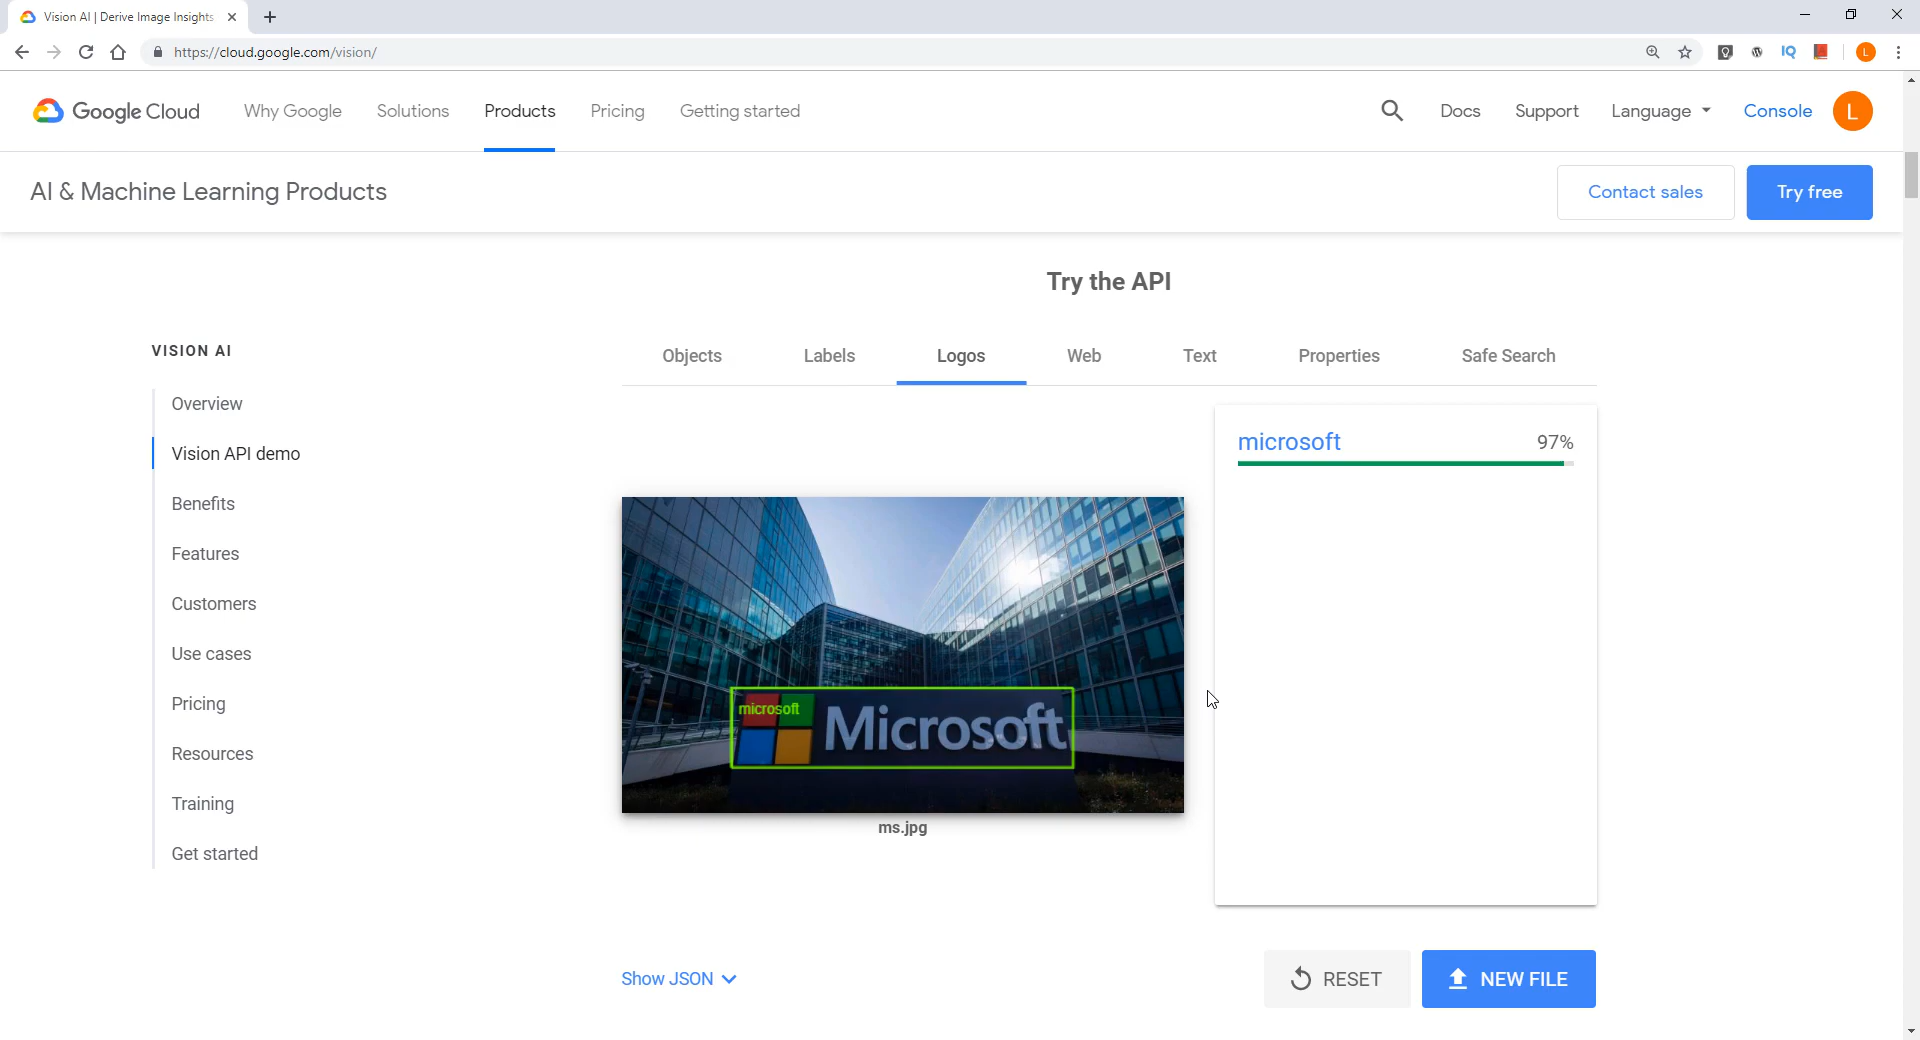 Vision AI | Derive Image Insights
https://cloud.google.com/vision/
IQ
L
Google Cloud
Why Google
Solutions
Products
Pricing
Getting started
Docs
Support
Language
Console
L
AI & Machine Learning Products
Contact sales
Try free
Try the API
VISION AI
Overview
Vision API demo
Benefits
Features
Customers
Use cases
Pricing
Resources
Training
Get started
Objects
Labels
Logos
Web
Text
Properties
Safe Search
microsoft 97%
microsoft
Microsoft
ms.jpg
Show JSON
RESET
NEW FILE